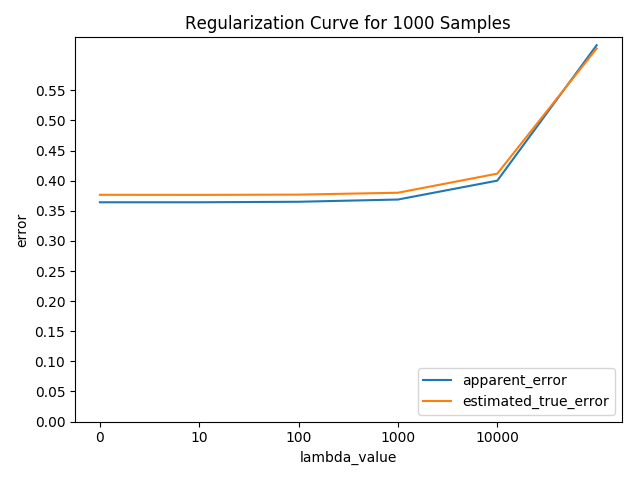 Regularization Curve for 1000 Samples
error
0.55
0.50
0.45
0.40
0.35
0.30
0.25
0.20
0.15
0.10
0.05
0.00
apparent_error
estimated_true_error
0 10 100 1000 10000
lambda_value